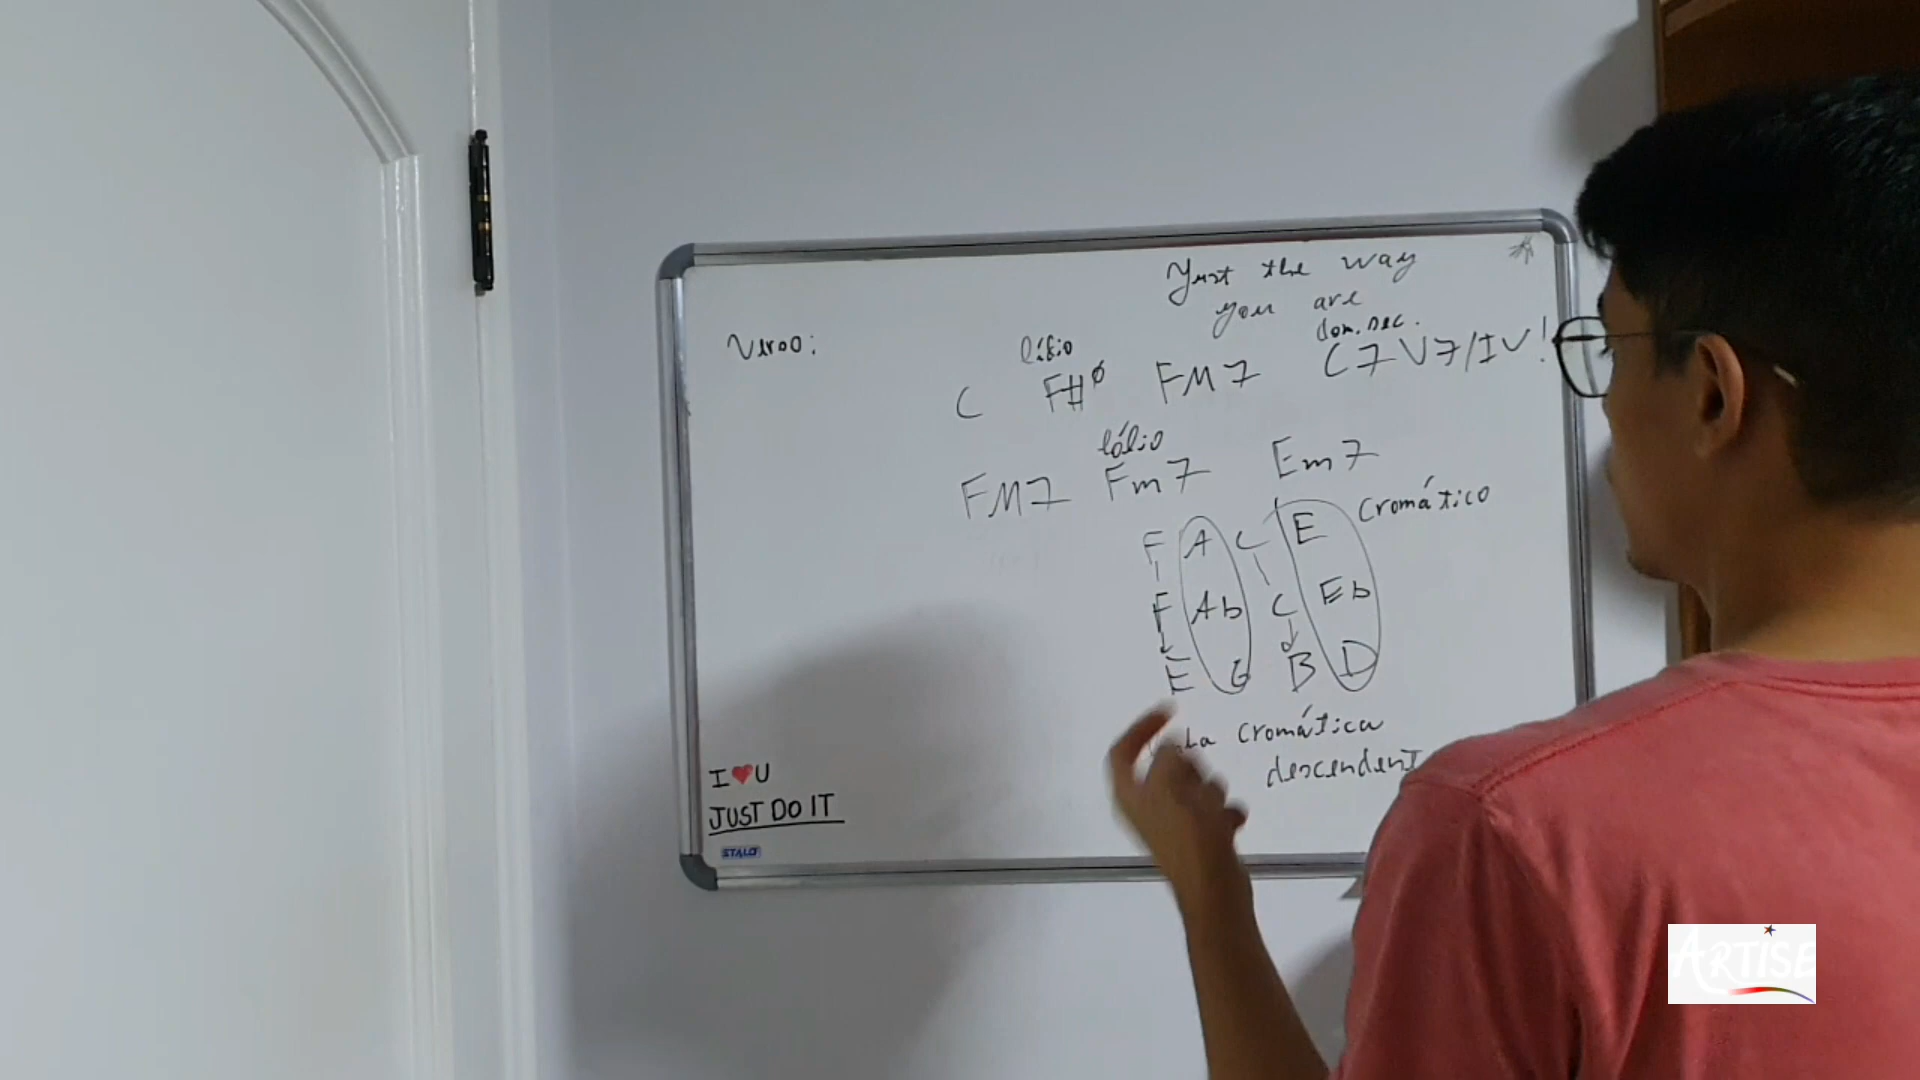 Just the way
you are
dom. sec.
Verso:
lídio
C F#ø FM7 C7 V7/IV!
eólio
FM7 Fm7 Em7
Cromático
F A C E
F Ab C Eb
E G B D
cromática
descendent
I ❤ U
JUST DO IT
STALO
ARTISE